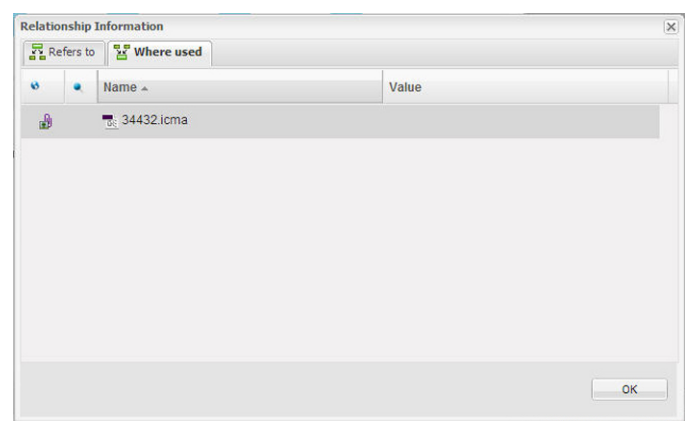 Relationship Information
Refers to
Where used
Name
Value
34432.icma
OK